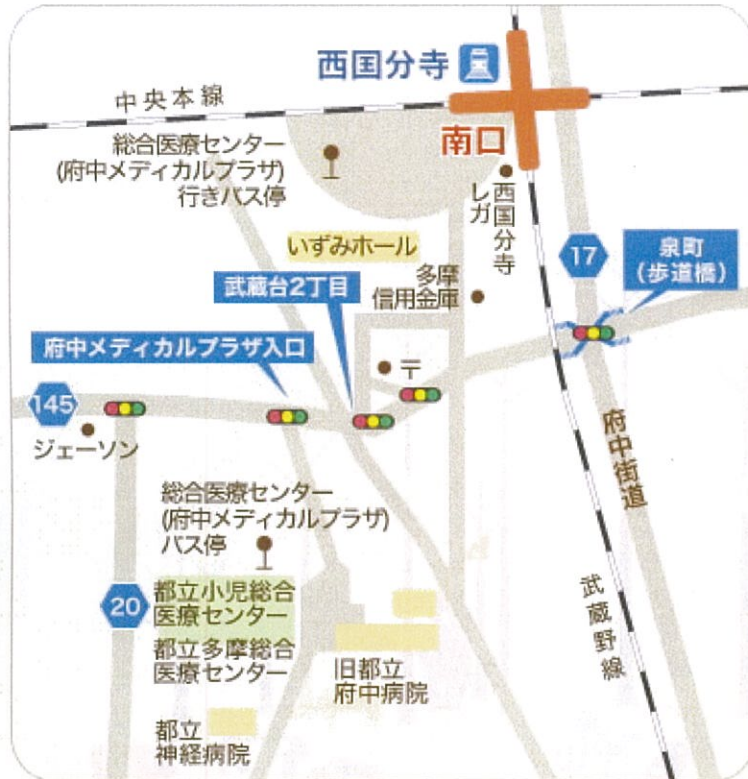 西国分寺
中央本線
南口
総合医療センター
(府中メディカルプラザ)
行きバス停
西国分寺
レガ
いずみホール
多摩
信用金庫
17
泉町
(歩道橋)
武蔵台2丁目
府中メディカルプラザ入口
〒
145
ジェーソン
府中街道
総合医療センター
(府中メディカルプラザ)
バス停
20
都立小児総合
医療センター
都立多摩総合
医療センター
旧都立
府中病院
武蔵野線
都立
神経病院